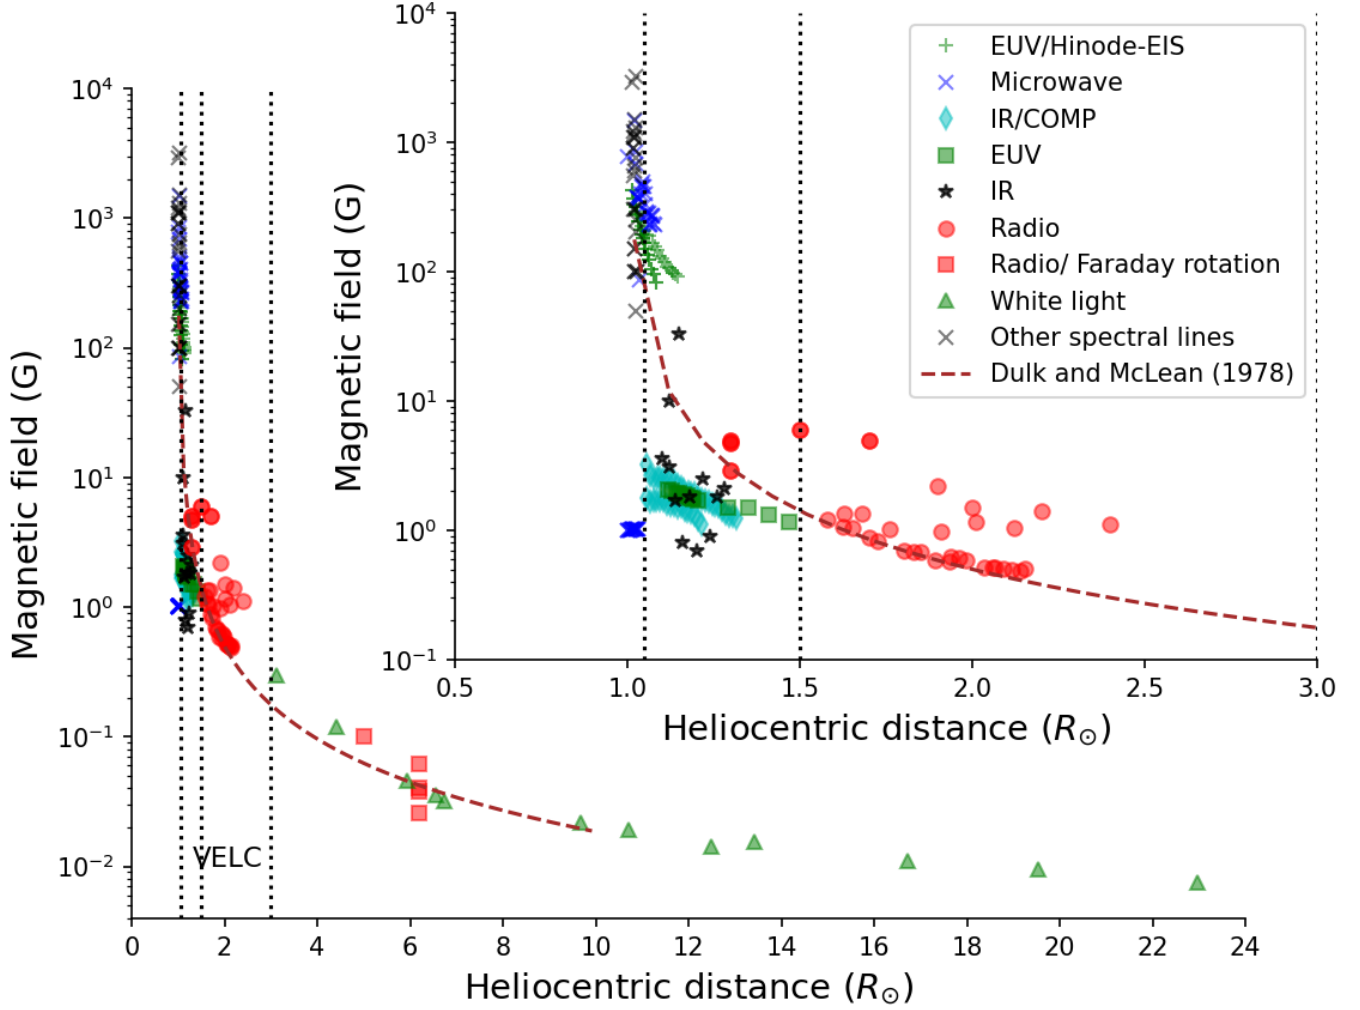 10⁴
10³
10²
10¹
10⁰
10⁻¹
10⁻²
Magnetic field (G)
0 2 4 6 8 10 12 14 16 18 20 22 24
Heliocentric distance (R☉)
VELC
10⁴
10³
10²
10¹
10⁰
10⁻¹
Magnetic field (G)
0.5 1.0 1.5 2.0 2.5 3.0
Heliocentric distance (R☉)
EUV/Hinode-EIS
Microwave
IR/COMP
EUV
IR
Radio
Radio/ Faraday rotation
White light
Other spectral lines
Dulk and McLean (1978)